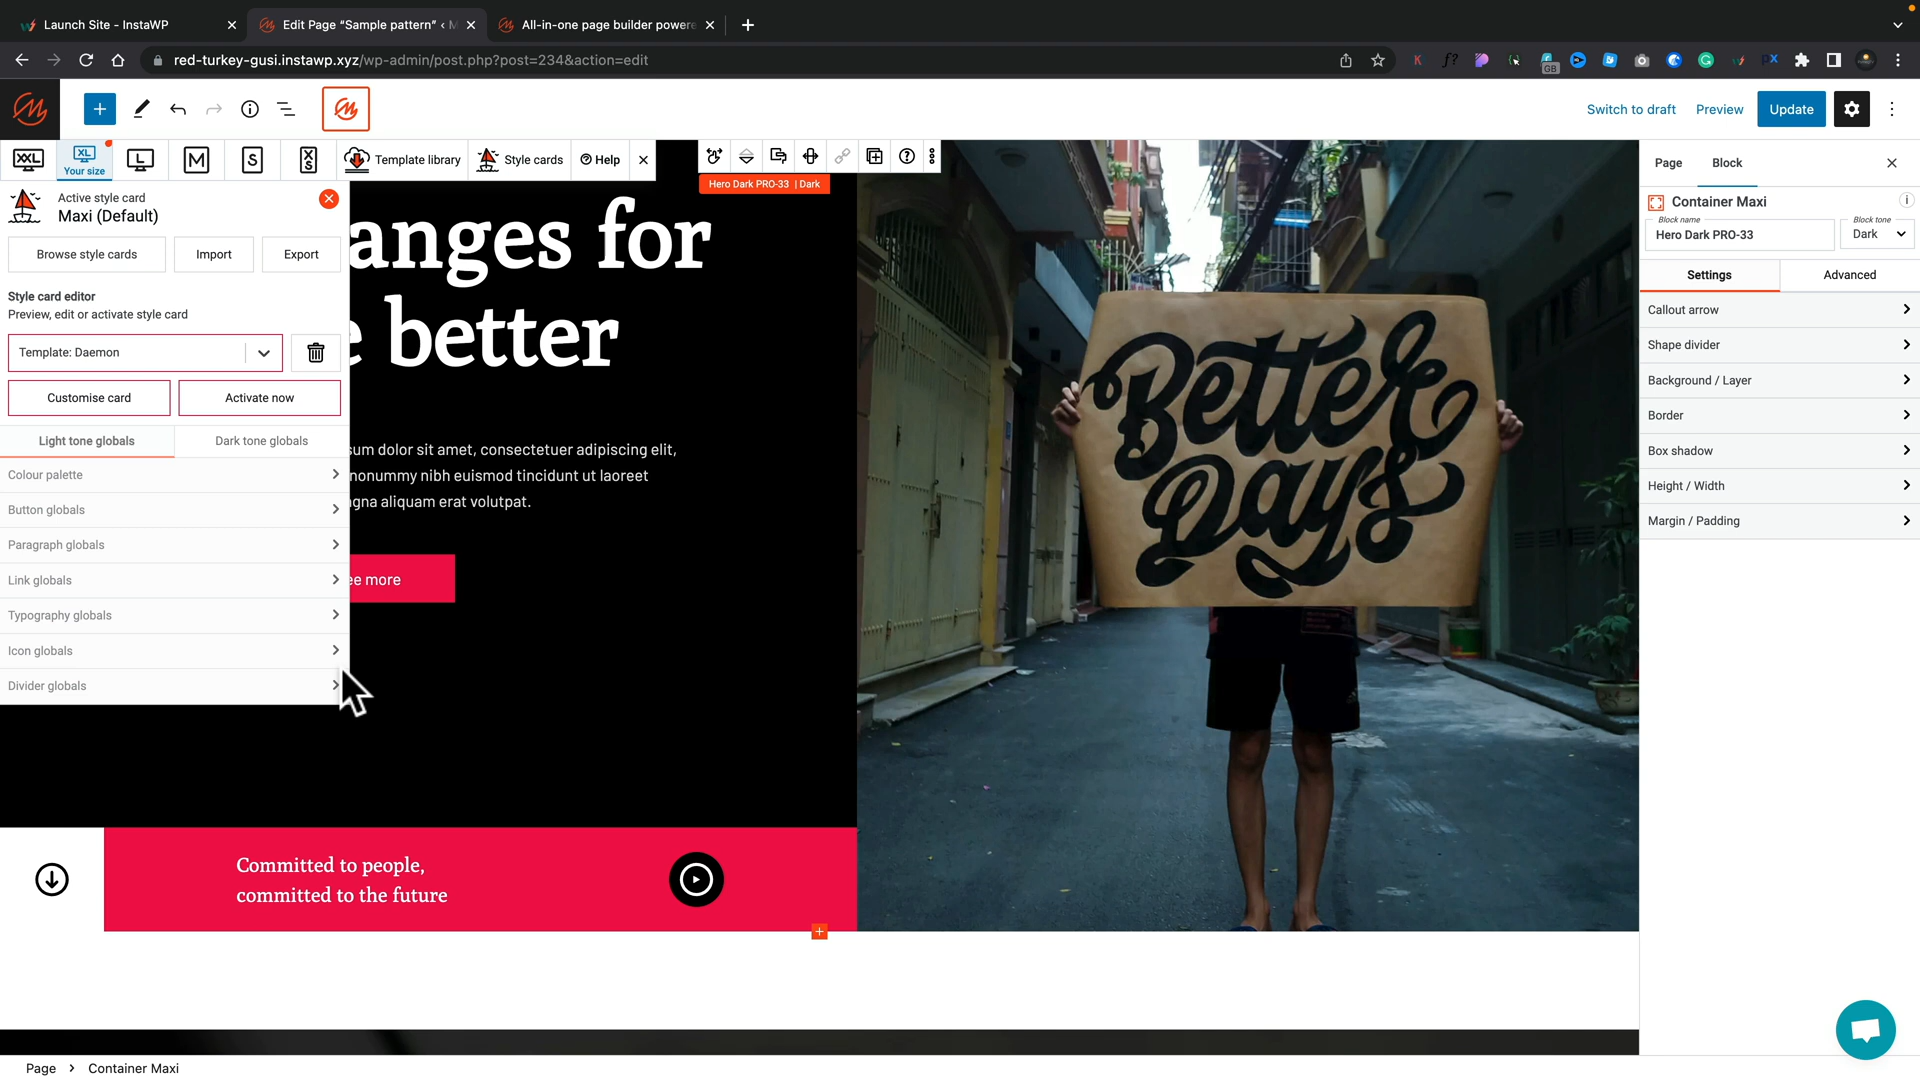 Launch Site - InstaWP
Edit Page “Sample pattern” ‹ M
All-in-one page builder powere
red-turkey-gusi.instawp.xyz/wp-admin/post.php?post=234&action=edit
GB
Switch to draft
Preview
Update
XXL
XL
Your size
L
M
S
XS
Template library
Style cards
Help
Hero Dark PRO-33 | Dark
Page
Block
Active style card
Maxi (Default)
Container Maxi
Block name
Hero Dark PRO-33
Block tone
Dark
Browse style cards
Import
Export
Settings
Advanced
Style card editor
Preview, edit or activate style card
Template: Daemon
Customise card
Activate now
Light tone globals
Dark tone globals
Colour palette
Button globals
Paragraph globals
Link globals
Typography globals
Icon globals
Divider globals
anges for
e better
sum dolor sit amet, consectetuer adipiscing elit,
nonummy nibh euismod tincidunt ut laoreet
gna aliquam erat volutpat.
ee more
Better
Days
Callout arrow
Shape divider
Background / Layer
Border
Box shadow
Height / Width
Margin / Padding
Committed to people,
committed to the future
Page
Container Maxi